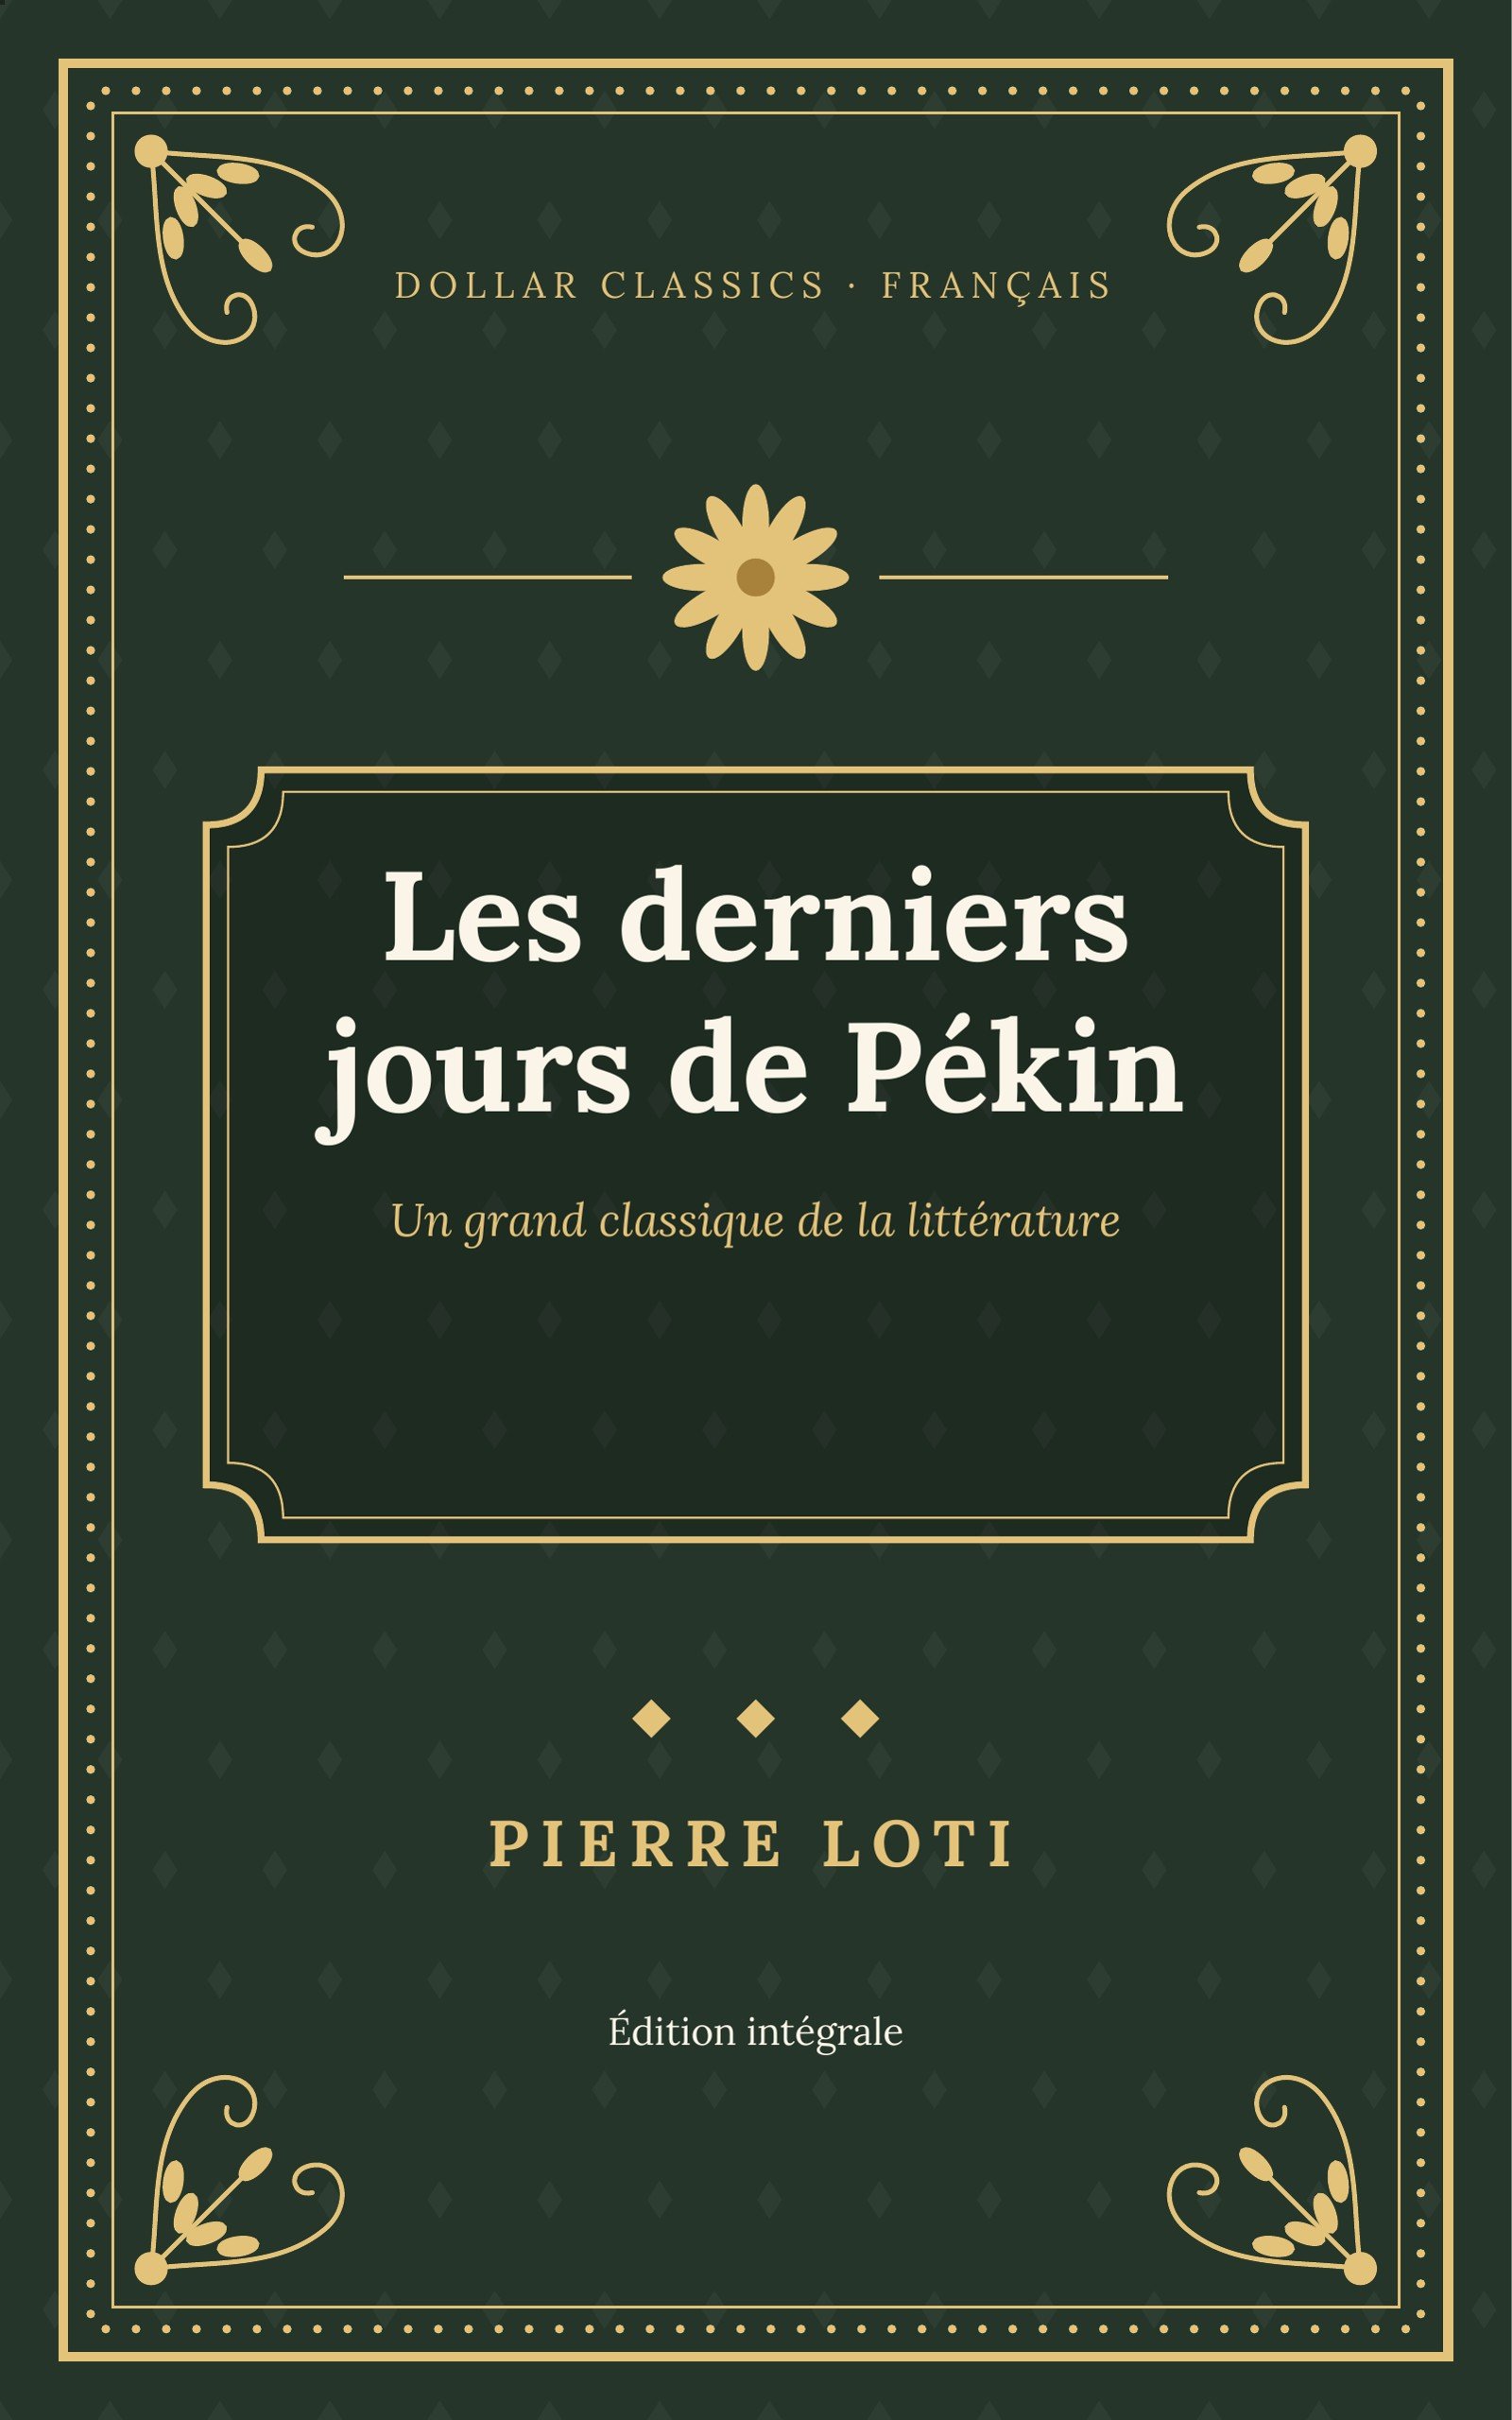 DOLLAR CLASSICS · FRANÇAIS
Les derniers
jours de Pékin
Un grand classique de la littérature
PIERRE LOTI
Édition intégrale